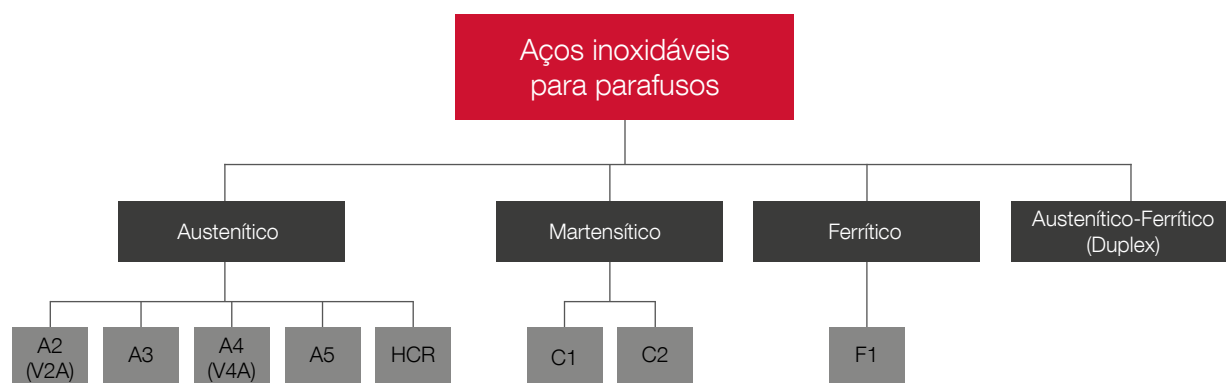 Aços inoxidáveis
para parafusos
Austenítico
Martensítico
Ferrítico
Austenítico-Ferrítico
(Duplex)
A2
(V2A)
A3
A4
(V4A)
A5
HCR
C1
C2
F1